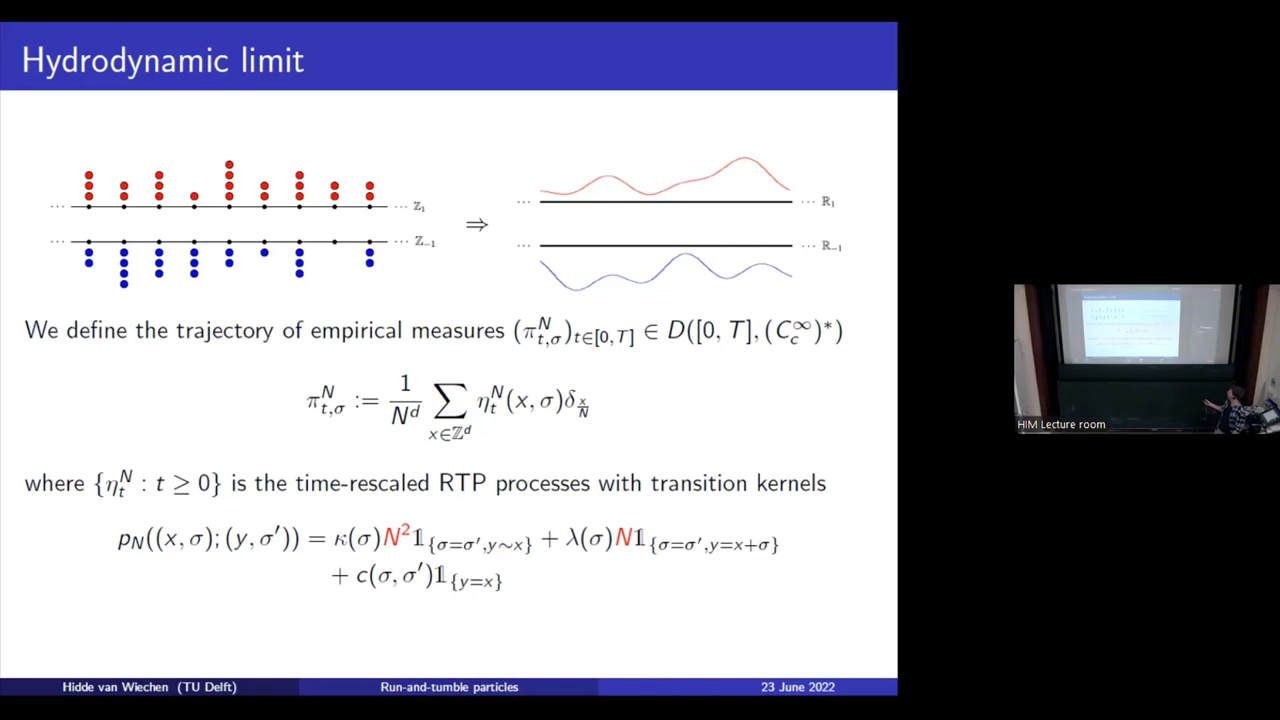 Hydrodynamic limit
··· ··· ℤ₁
··· ··· ℤ₋₁
⇒
··· ··· ℝ₁
··· ··· ℝ₋₁
We define the trajectory of empirical measures (π^N_{t,σ})_{t∈[0,T]} ∈ D([0, T], (C_c^∞)*)
π^N_{t,σ} := 1/N^d ∑_{x∈ℤ^d} η_t^N(x, σ)δ_{x/N}
where {η_t^N : t ≥ 0} is the time-rescaled RTP processes with transition kernels
p_N((x, σ); (y, σ′)) = κ(σ)N²𝟙_{σ=σ′,y∼x} + λ(σ)N𝟙_{σ=σ′,y=x+σ}
+ c(σ, σ′)𝟙_{y=x}
Hidde van Wiechen (TU Delft) Run-and-tumble particles 23 June 2022
HIM Lecture room